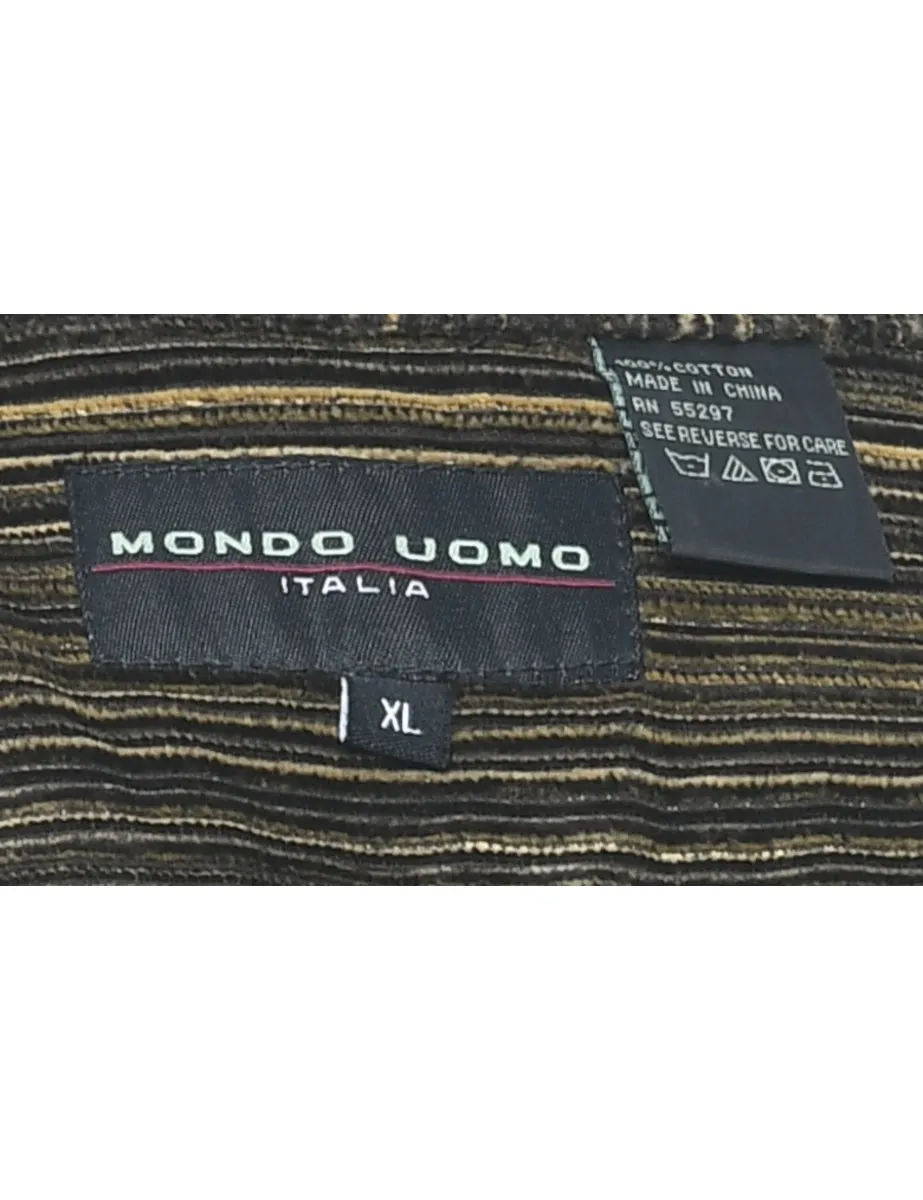 100% COTTON
MADE IN CHINA
RN 55297
SEE REVERSE FOR CARE
MONDO UOMO
ITALIA
XL